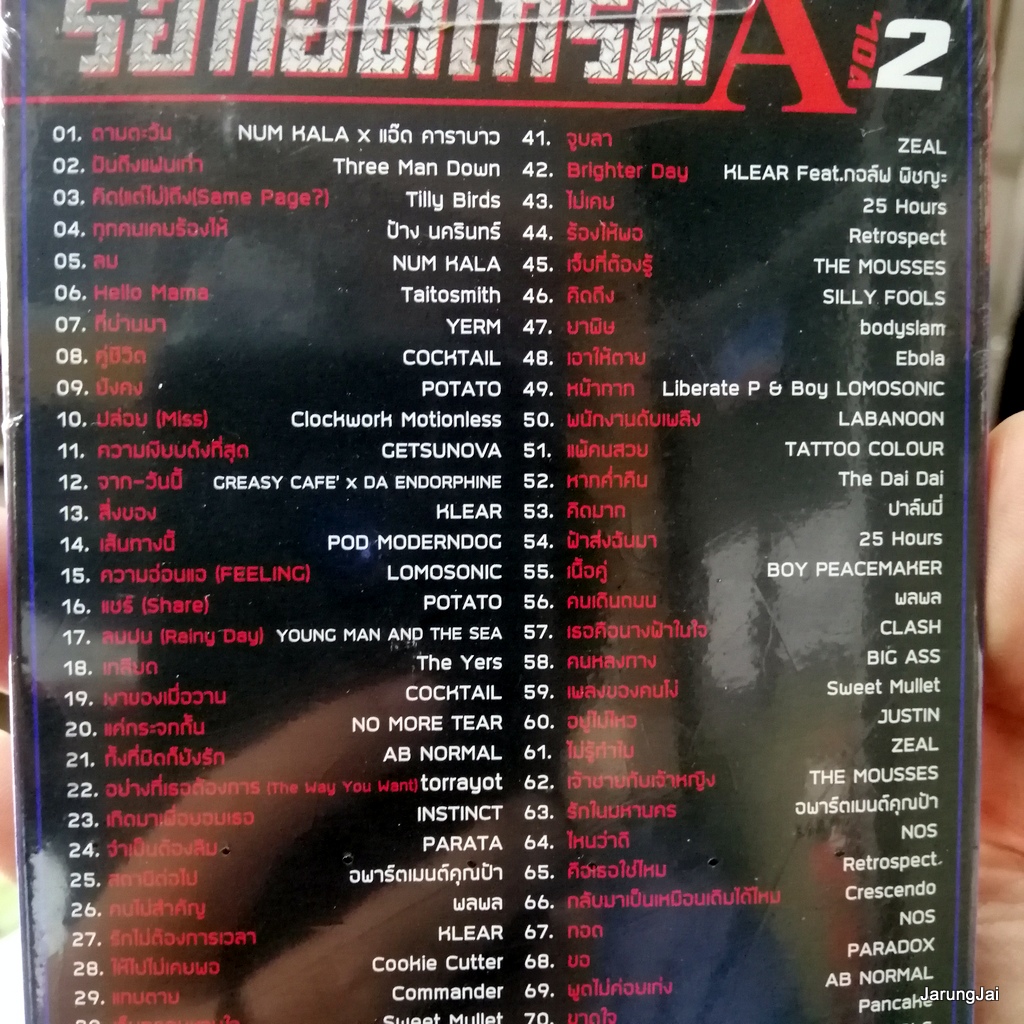 ร็อกอัดเกรด A '10A 2
01. ตามตะวัน NUM KALA x แอ๊ด คาราบาว
02. ฝันถึงแฟนเก่า Three Man Down
03. คิด(แต่ไม่)ถึง(Same Page?) Tilly Birds
04. ทุกคนเคยร้องไห้ ป้าง นครินทร์
05. ลม NUM KALA
06. Hello Mama Taitosmith
07. ที่ผ่านมา YERM
08. คู่ชีวิต COCKTAIL
09. ยังคง POTATO
10. ปล่อย (Miss) Clockwork Motionless
11. ความเงียบดังที่สุด GETSUNOVA
12. จาก-วันนี้ GREASY CAFE' x DA ENDORPHINE
13. สิ่งของ KLEAR
14. เส้นทางนี้ POD MODERNDOG
15. ความอ่อนแอ (FEELING) LOMOSONIC
16. แชร์ (Share) POTATO
17. ลมฝน (Rainy Day) YOUNG MAN AND THE SEA
18. เกลียด The Yers
19. เงาของเมื่อวาน COCKTAIL
20. แค่กระจกกั้น NO MORE TEAR
21. ทั้งที่ผิดก็ยังรัก AB NORMAL
22. อย่างที่เธอต้องการ (The Way You Want) torrayot
23. เกิดมาเพื่อยอมเธอ INSTINCT
24. จำเป็นต้องลืม PARATA
25. สถานีต่อไป อพาร์ตเมนต์คุณป้า
26. คนไม่สำคัญ พลพล
27. รักไม่ต้องการเวลา KLEAR
28. ให้ไปไม่เคยพอ Cookie Cutter
29. แทบตาย Commander
Sweet Mullet
41. จูบลา ZEAL
42. Brighter Day KLEAR Feat.กอล์ฟ พิชญะ
43. ไม่เคย 25 Hours
44. ร้องไห้พอ Retrospect
45. เจ็บที่ต้องรู้ THE MOUSSES
46. คิดถึง SILLY FOOLS
47. ยาพิษ bodyslam
48. เอาให้ตาย Ebola
49. หน้ากาก Liberate P & Boy LOMOSONIC
50. พนักงานดับเพลิง LABANOON
51. แพ้คนสวย TATTOO COLOUR
52. หากค่ำคืน The Dai Dai
53. คิดมาก ปาล์มมี่
54. ฟ้าส่งฉันมา 25 Hours
55. เนื้อคู่ BOY PEACEMAKER
56. คนเดินถนน พลพล
57. เธอคือนางฟ้าในใจ CLASH
58. คนหลงทาง BIG ASS
59. เพลงของคนโง่ Sweet Mullet
60. อยู่ไม่ไหว JUSTIN
61. ไม่รู้ทำไม ZEAL
62. เจ้าชายกับเจ้าหญิง THE MOUSSES
63. รักในมหานคร อพาร์ตเมนต์คุณป้า
64. ไหนว่าดี NOS
65. คือเธอใช่ไหม Retrospect
66. กลับมาเป็นเหมือนเดิมได้ไหม Crescendo
67. กอด NOS
68. ขอ PARADOX
69. พูดไม่ค่อยเก่ง AB NORMAL
70. ขาดใจ Pancake
JarungJai